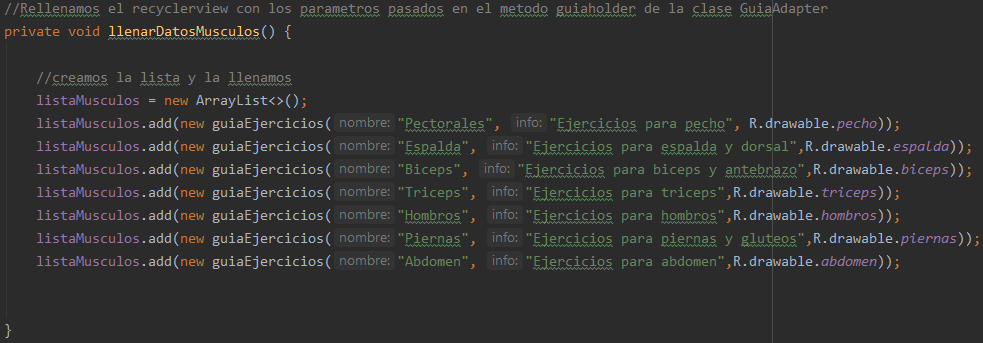 //Rellenamos el recyclerview con los parametros pasados en el metodo guiaholder de la clase GuiaAdapter
private void llenarDatosMusculos() {
//creamos la lista y la llenamos
listaMusculos = new ArrayList<>();
listaMusculos.add(new guiaEjercicios( nombre: "Pectorales", info: "Ejercicios para pecho", R.drawable.pecho));
listaMusculos.add(new guiaEjercicios( nombre: "Espalda", info: "Ejercicios para espalda y dorsal",R.drawable.espalda));
listaMusculos.add(new guiaEjercicios( nombre: "Biceps", info: "Ejercicios para biceps y antebrazo",R.drawable.biceps));
listaMusculos.add(new guiaEjercicios( nombre: "Triceps", info: "Ejercicios para triceps",R.drawable.triceps));
listaMusculos.add(new guiaEjercicios( nombre: "Hombros", info: "Ejercicios para hombros",R.drawable.hombros));
listaMusculos.add(new guiaEjercicios( nombre: "Piernas", info: "Ejercicios para piernas y gluteos",R.drawable.piernas));
listaMusculos.add(new guiaEjercicios( nombre: "Abdomen", info: "Ejercicios para abdomen",R.drawable.abdomen));
}